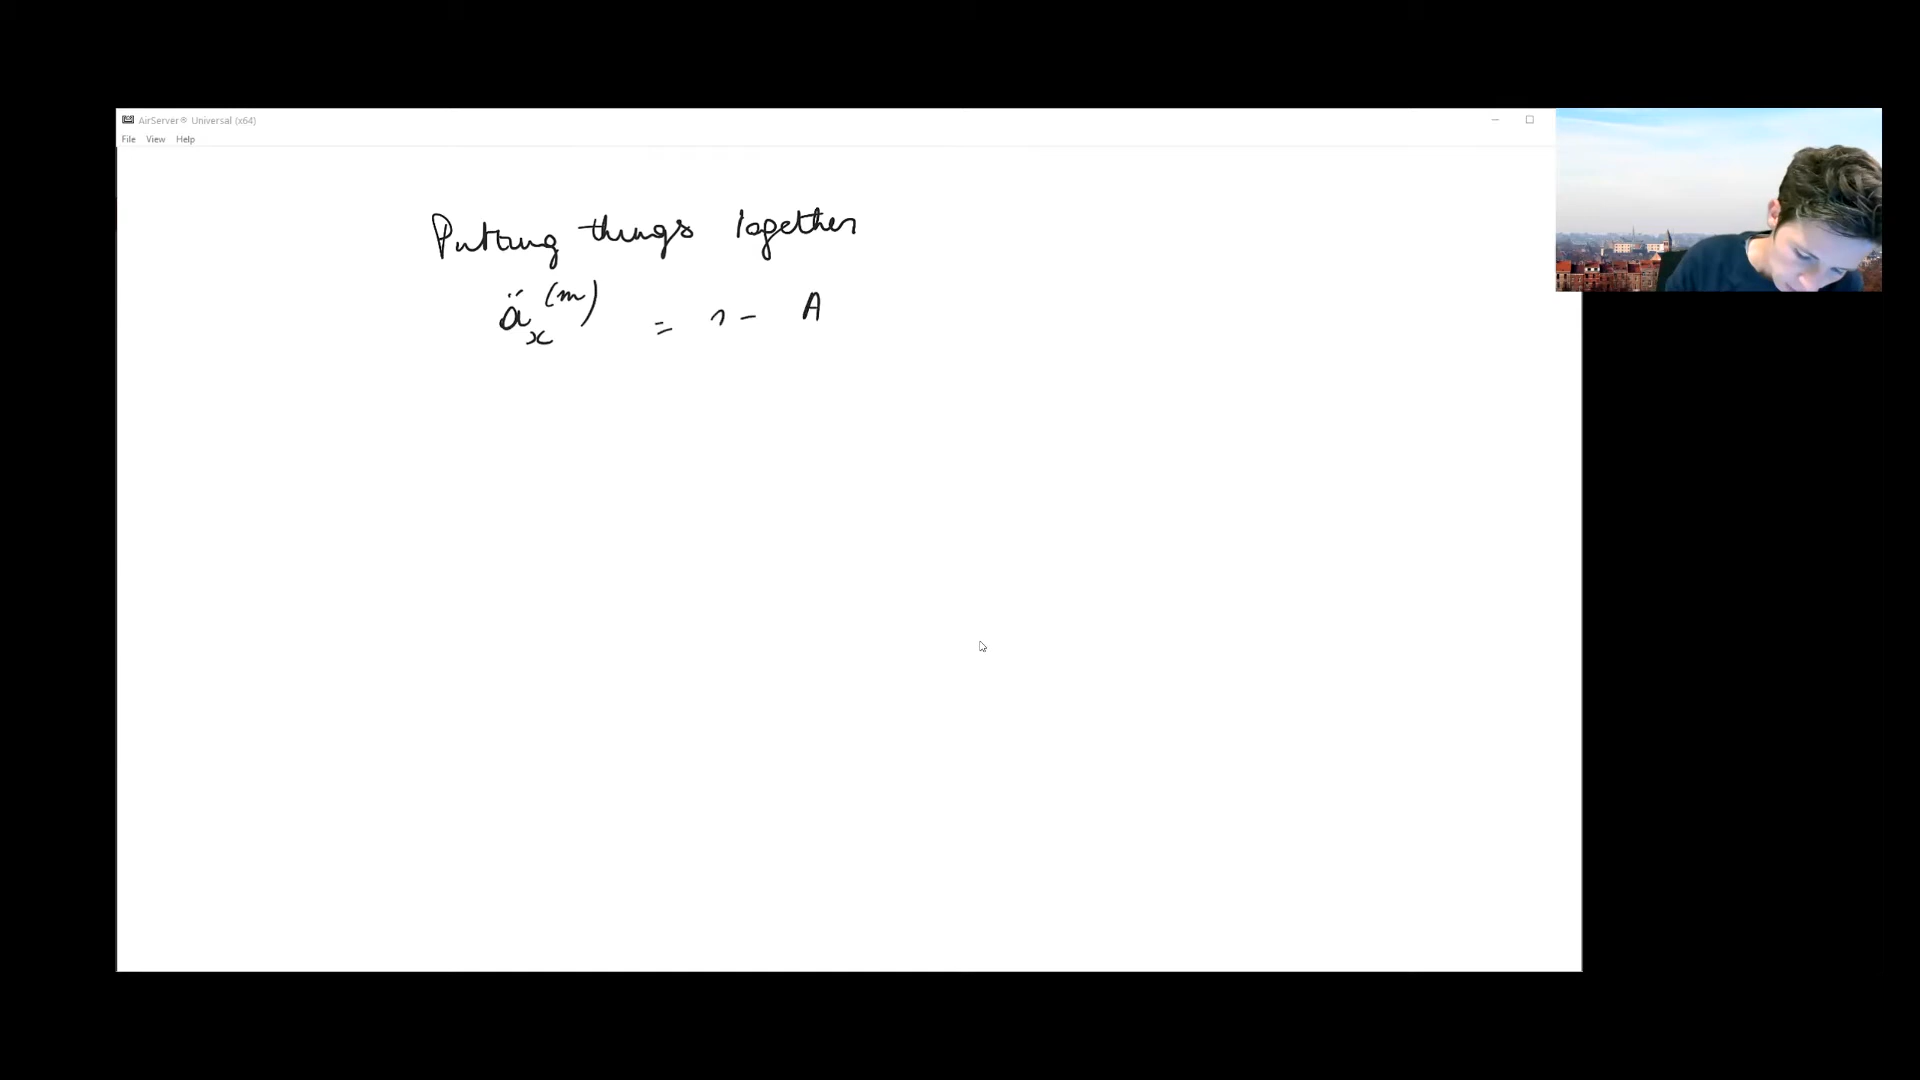 AirServer® Universal (x64)
File View Help
Putting things together
ä_x^(m) = 1 - A